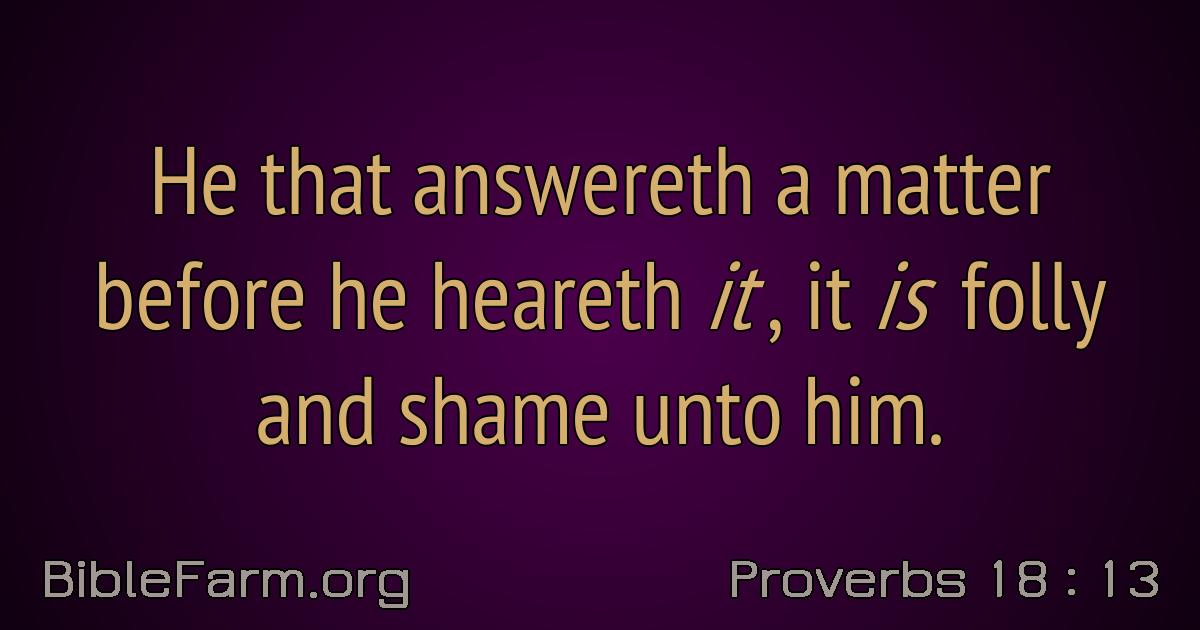 He that answereth a matter
before he heareth it, it is folly
and shame unto him.
BibleFarm.org
Proverbs 18 : 13